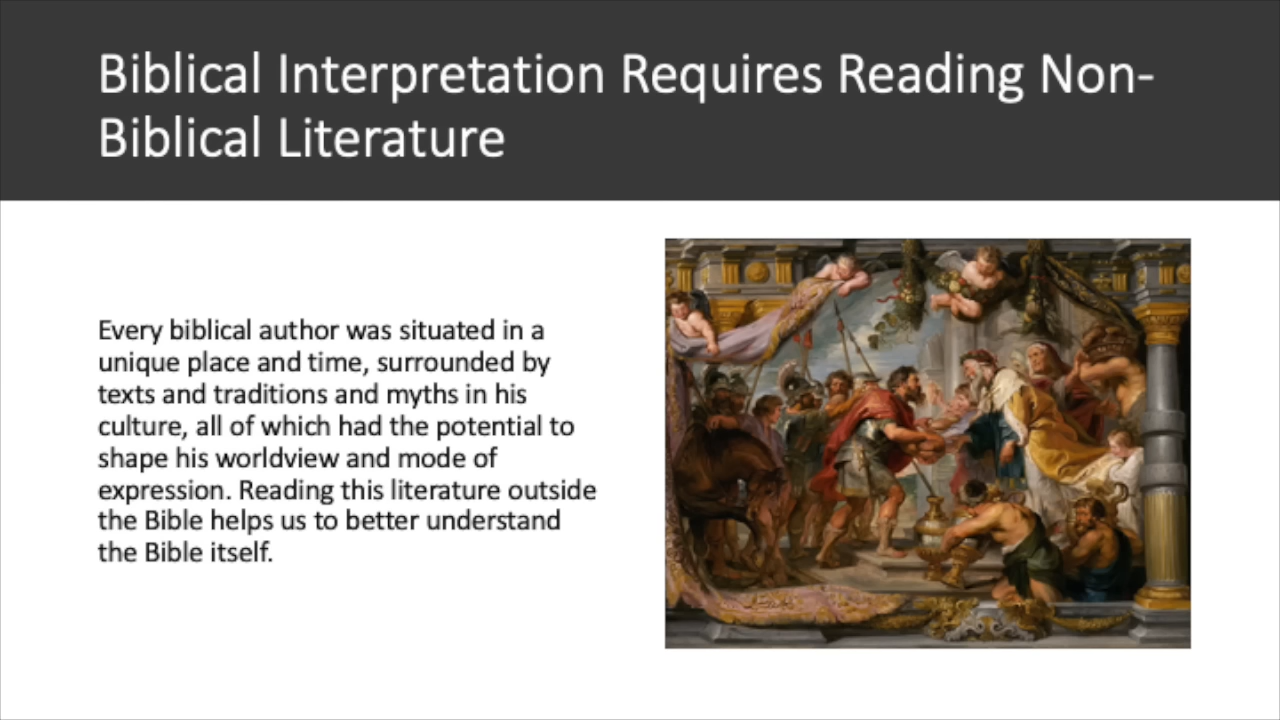 Biblical Interpretation Requires Reading Non-
Biblical Literature
Every biblical author was situated in a
unique place and time, surrounded by
texts and traditions and myths in his
culture, all of which had the potential to
shape his worldview and mode of
expression. Reading this literature outside
the Bible helps us to better understand
the Bible itself.